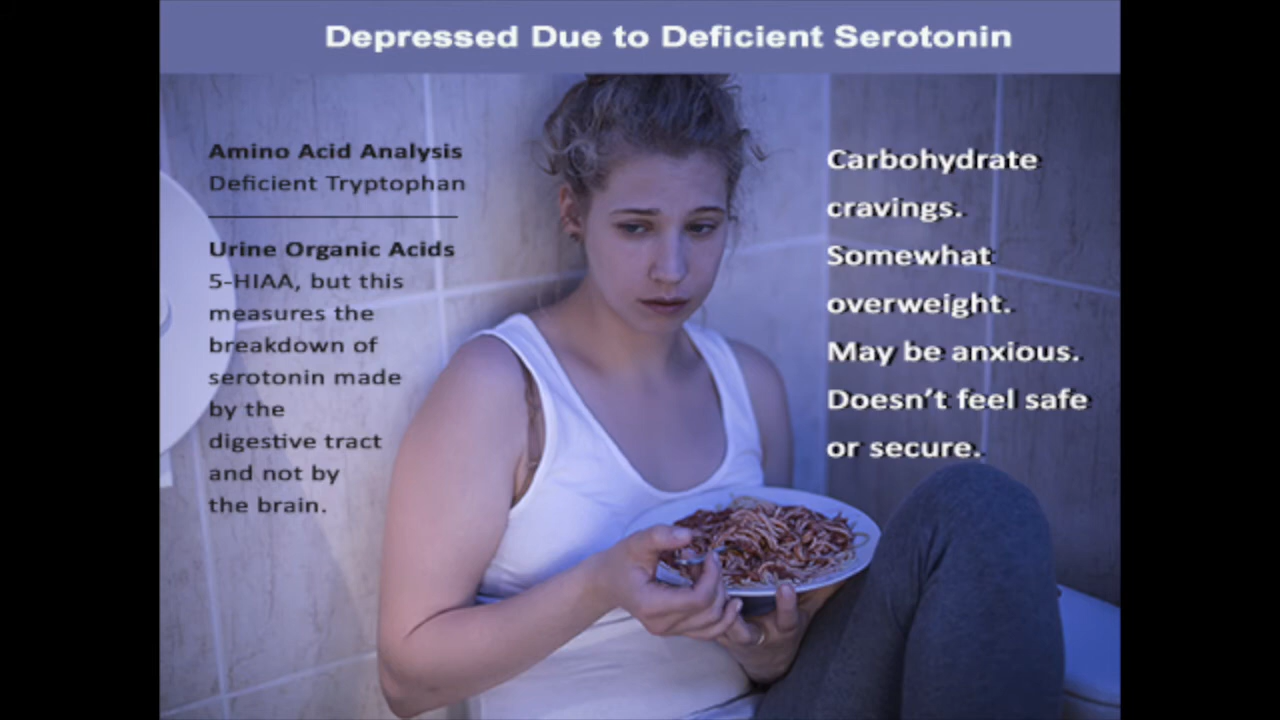 Depressed Due to Deficient Serotonin
Amino Acid Analysis
Deficient Tryptophan
Urine Organic Acids
5-HIAA, but this
measures the
breakdown of
serotonin made
by the
digestive tract
and not by
the brain.
Carbohydrate
cravings.
Somewhat
overweight.
May be anxious.
Doesn’t feel safe
or secure.